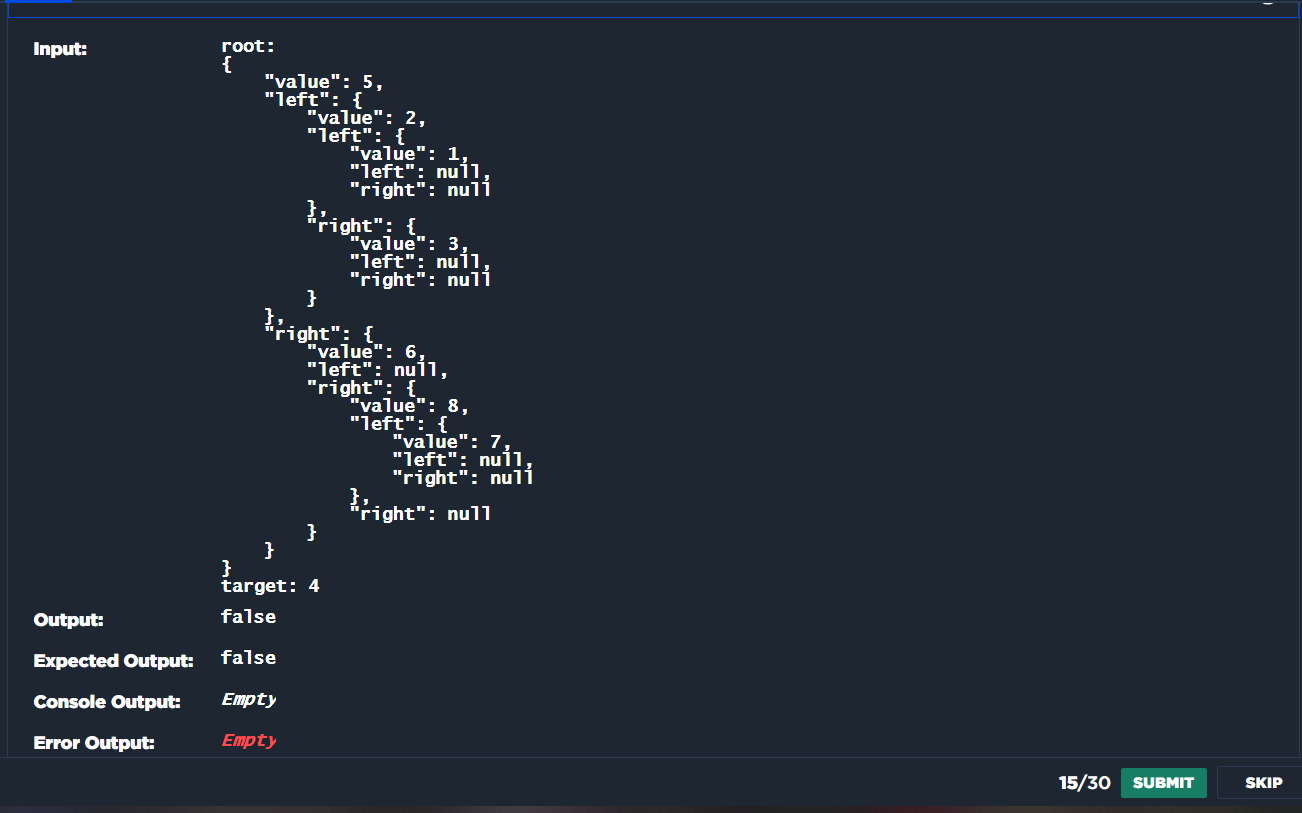 Input:
root:
{
    "value": 5,
    "left": {
        "value": 2,
        "left": {
            "value": 1,
            "left": null,
            "right": null
        },
        "right": {
            "value": 3,
            "left": null,
            "right": null
        }
    },
    "right": {
        "value": 6,
        "left": null,
        "right": {
            "value": 8,
            "left": {
                "value": 7,
                "left": null,
                "right": null
            },
            "right": null
        }
    }
}
target: 4
Output: false
Expected Output: false
Console Output: Empty
Error Output: Empty
15/30 SUBMIT SKIP